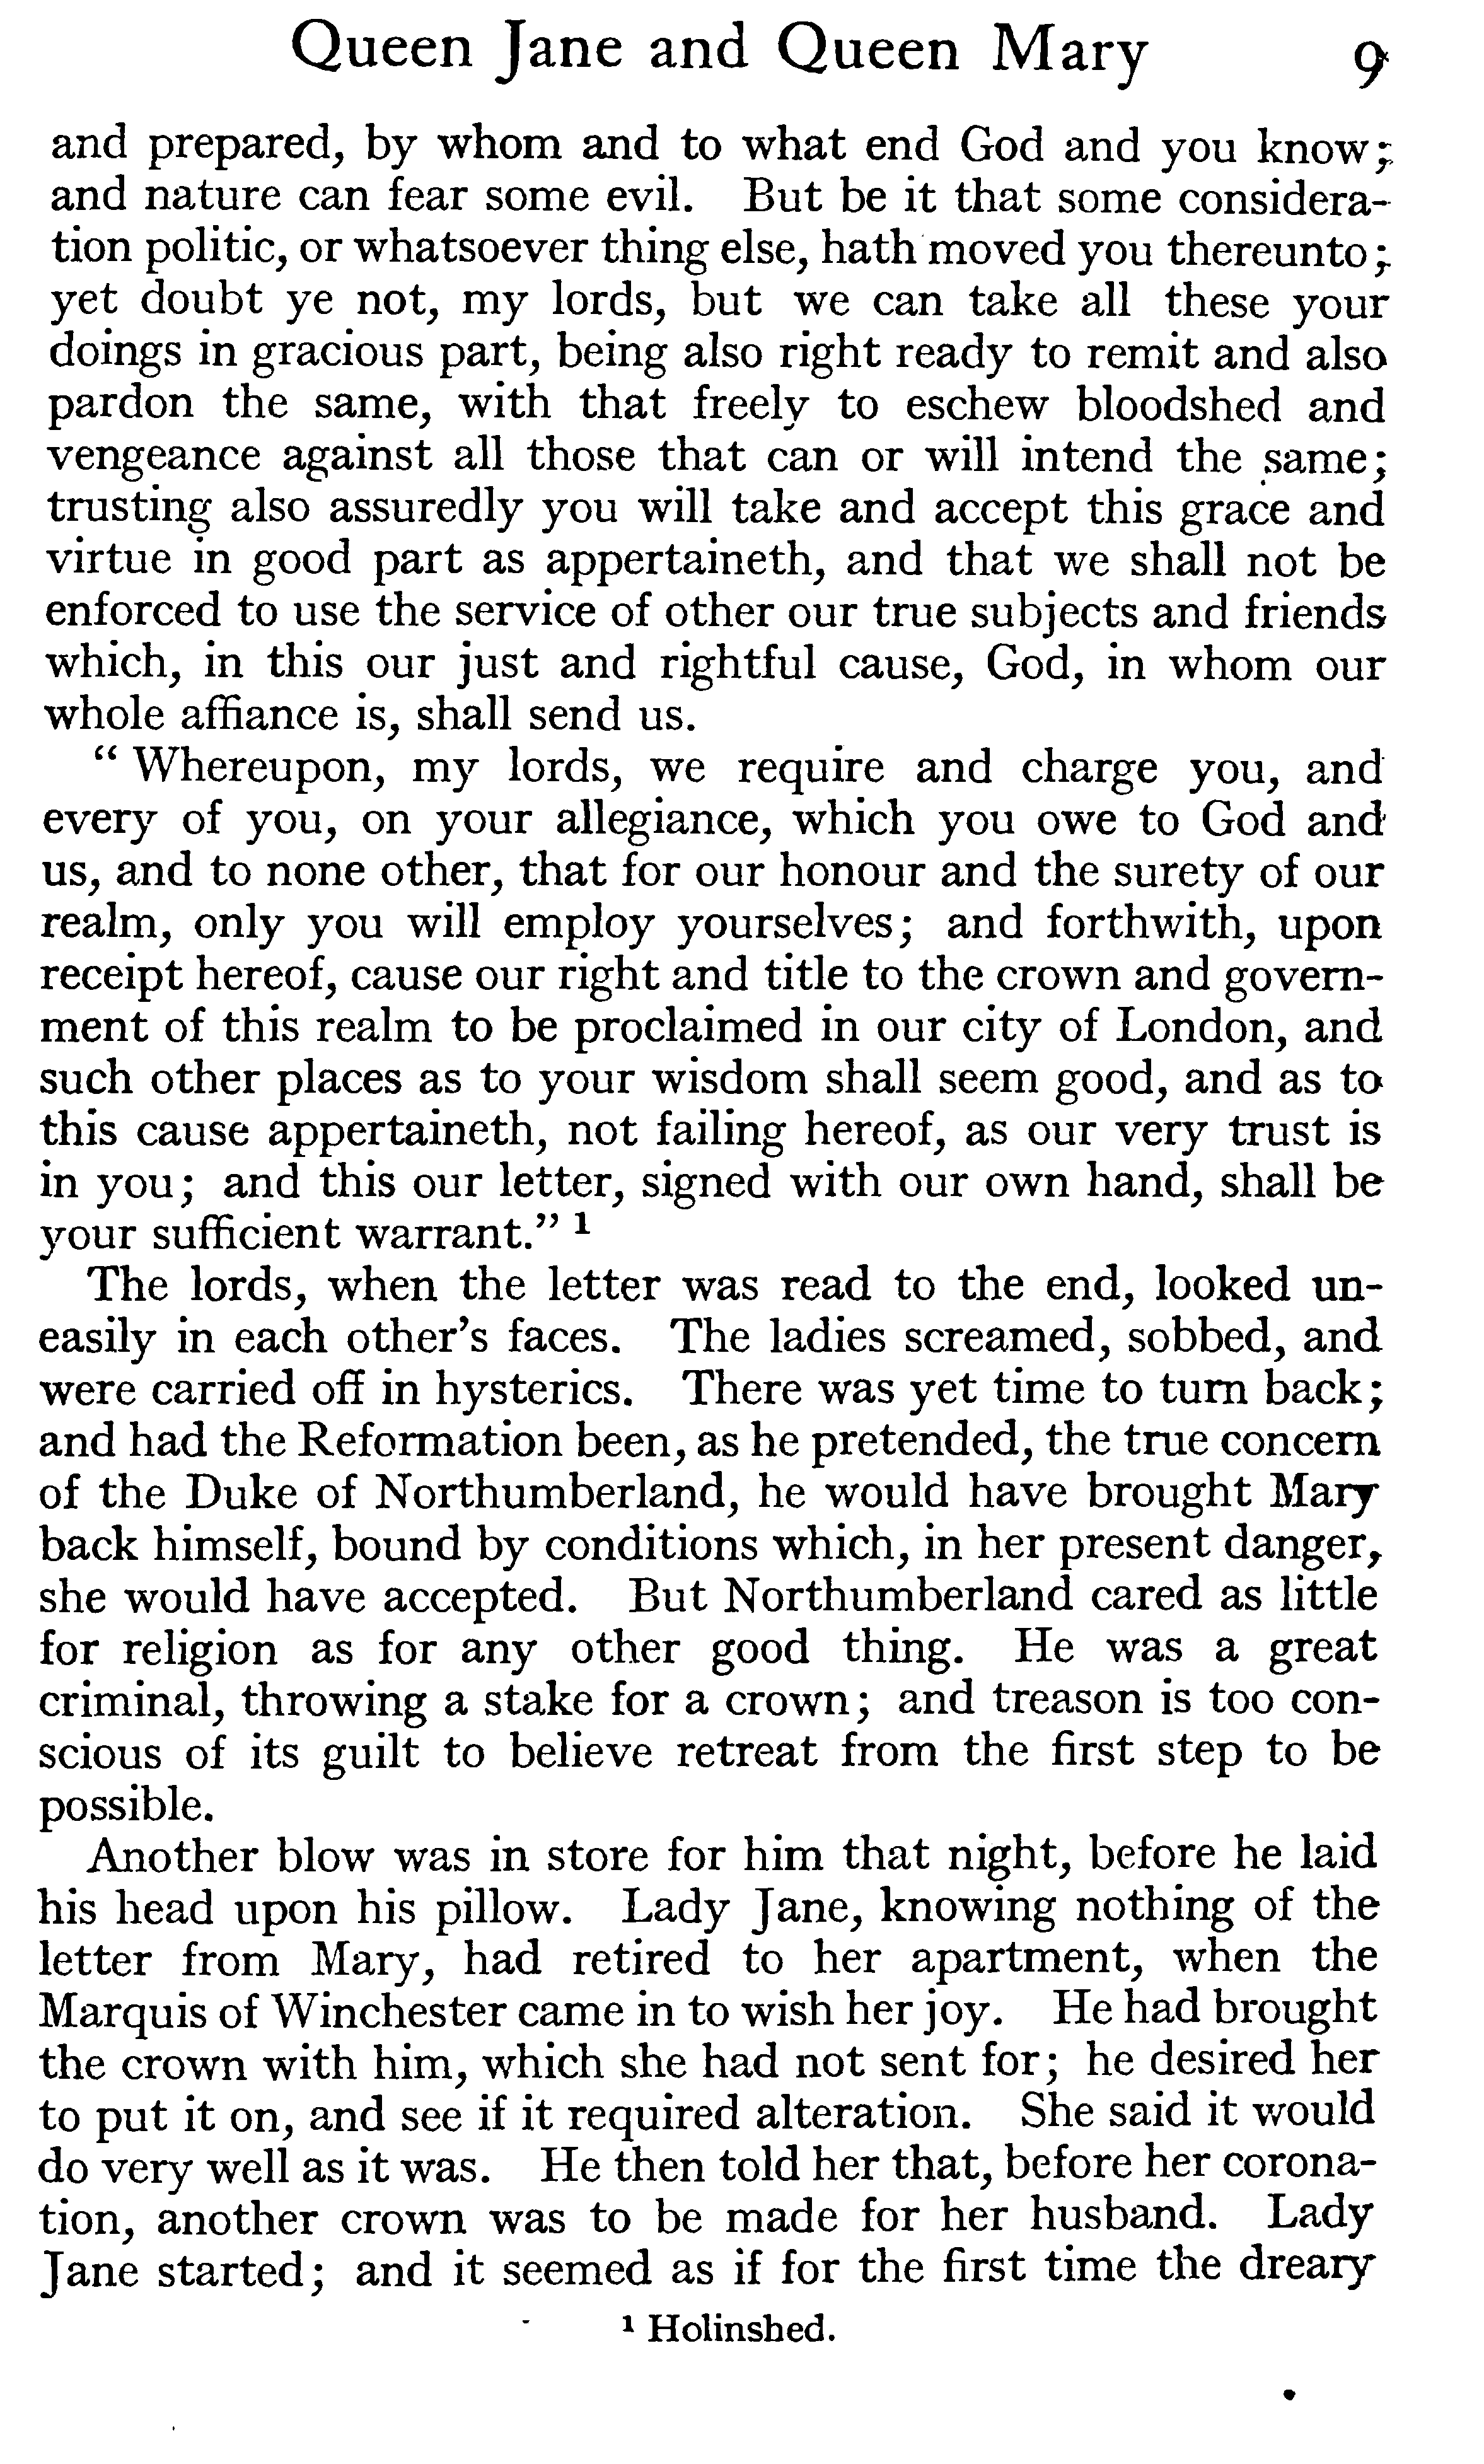 Queen Jane and Queen Mary 9
and prepared, by whom and to what end God and you know;
and nature can fear some evil. But be it that some considera-
tion politic, or whatsoever thing else, hath moved you thereunto;
yet doubt ye not, my lords, but we can take all these your
doings in gracious part, being also right ready to remit and also
pardon the same, with that freely to eschew bloodshed and
vengeance against all those that can or will intend the same;
trusting also assuredly you will take and accept this grace and
virtue in good part as appertaineth, and that we shall not be
enforced to use the service of other our true subjects and friends
which, in this our just and rightful cause, God, in whom our
whole affiance is, shall send us.
“Whereupon, my lords, we require and charge you, and
every of you, on your allegiance, which you owe to God and
us, and to none other, that for our honour and the surety of our
realm, only you will employ yourselves; and forthwith, upon
receipt hereof, cause our right and title to the crown and govern-
ment of this realm to be proclaimed in our city of London, and
such other places as to your wisdom shall seem good, and as to
this cause appertaineth, not failing hereof, as our very trust is
in you; and this our letter, signed with our own hand, shall be
your sufficient warrant.” 1
The lords, when the letter was read to the end, looked un-
easily in each other's faces. The ladies screamed, sobbed, and
were carried off in hysterics. There was yet time to turn back;
and had the Reformation been, as he pretended, the true concern
of the Duke of Northumberland, he would have brought Mary
back himself, bound by conditions which, in her present danger,
she would have accepted. But Northumberland cared as little
for religion as for any other good thing. He was a great
criminal, throwing a stake for a crown; and treason is too con-
scious of its guilt to believe retreat from the first step to be
possible.
Another blow was in store for him that night, before he laid
his head upon his pillow. Lady Jane, knowing nothing of the
letter from Mary, had retired to her apartment, when the
Marquis of Winchester came in to wish her joy. He had brought
the crown with him, which she had not sent for; he desired her
to put it on, and see if it required alteration. She said it would
do very well as it was. He then told her that, before her corona-
tion, another crown was to be made for her husband. Lady
Jane started; and it seemed as if for the first time the dreary
1 Holinshed.